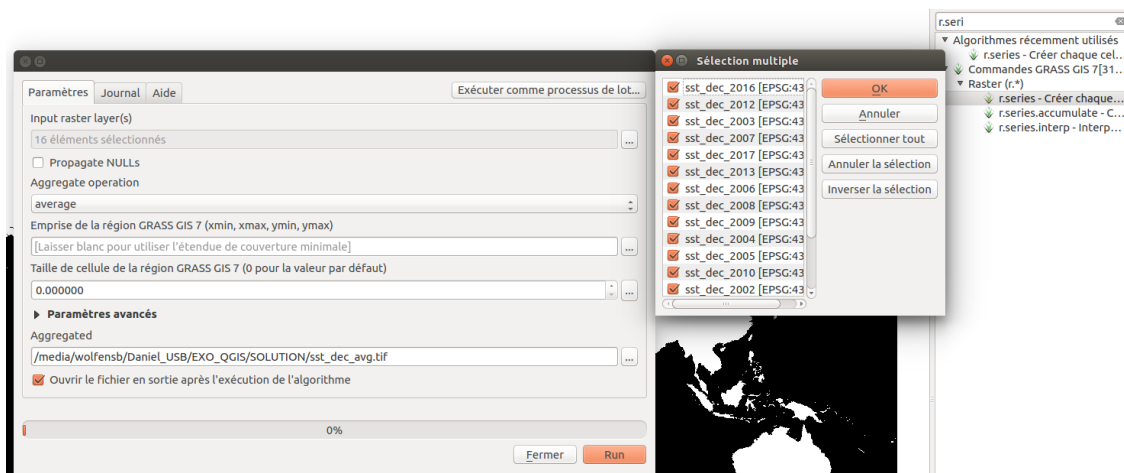 Paramètres Journal Aide
Exécuter comme processus de lot...
Input raster layer(s)
16 éléments sélectionnés
...
Propagate NULLs
Aggregate operation
average
Emprise de la région GRASS GIS 7 (xmin, xmax, ymin, ymax)
[Laisser blanc pour utiliser l'étendue de couverture minimale]
...
Taille de cellule de la région GRASS GIS 7 (0 pour la valeur par défaut)
0.000000
...
Paramètres avancés
Aggregated
/media/wolfensb/Daniel_USB/EXO_QGIS/SOLUTION/sst_dec_avg.tif
...
Ouvrir le fichier en sortie après l'exécution de l'algorithme
0%
Fermer
Run
Sélection multiple
sst_dec_2016 [EPSG:43
sst_dec_2012 [EPSG:43
sst_dec_2003 [EPSG:43
sst_dec_2007 [EPSG:43
sst_dec_2017 [EPSG:43
sst_dec_2013 [EPSG:43
sst_dec_2006 [EPSG:43
sst_dec_2008 [EPSG:43
sst_dec_2009 [EPSG:43
sst_dec_2004 [EPSG:43
sst_dec_2005 [EPSG:43
sst_dec_2010 [EPSG:43
sst_dec_2002 [EPSG:43
OK
Annuler
Sélectionner tout
Annuler la sélection
Inverser la sélection
r.seri
Algorithmes récemment utilisés
r.series - Créer chaque cel...
Commandes GRASS GIS 7[31...
Raster (r.*)
r.series - Créer chaque...
r.series.accumulate - C...
r.series.interp - Interp...